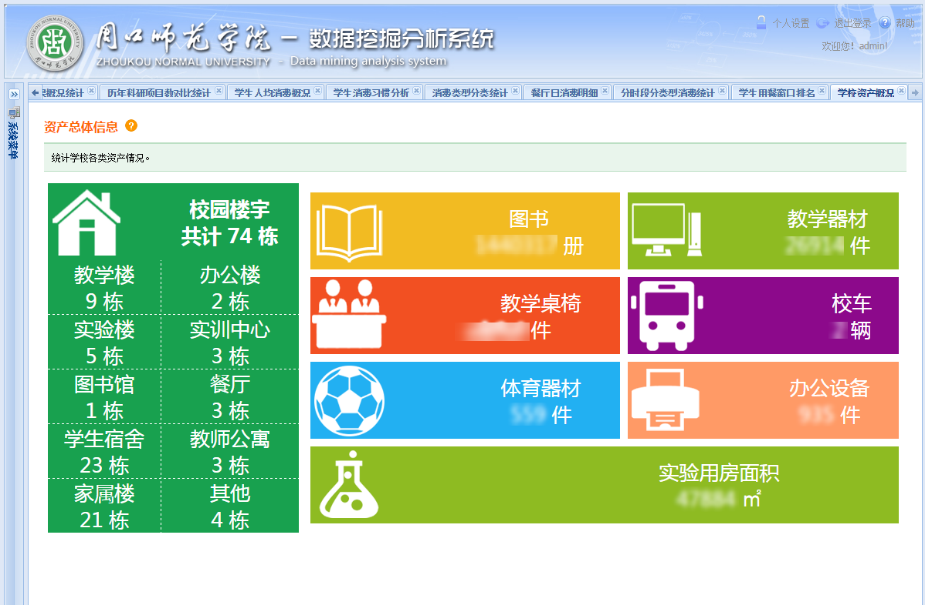 周口师范学院 - 数据挖掘分析系统
ZHOUKOU NORMAL UNIVERSITY - Data mining analysis system
个人设置 退出登录 帮助
欢迎您! admin!
概况统计 历年科研项目数对比统计 学生人均消费概况 学生消费习惯分析 消费类型分类统计 餐厅日消费明细 分时段分类型消费统计 学生用餐窗口排名 学校资产概况
系统菜单
资产总体信息
统计学校各类资产情况。
校园楼宇
共计 74 栋
教学楼 办公楼
9 栋 2 栋
实验楼 实训中心
5 栋 3 栋
图书馆 餐厅
1 栋 3 栋
学生宿舍 教师公寓
23 栋 3 栋
家属楼 其他
21 栋 4 栋
图书
册
教学器材
件
教学桌椅
件
校车
辆
体育器材
件
办公设备
件
实验用房面积
㎡